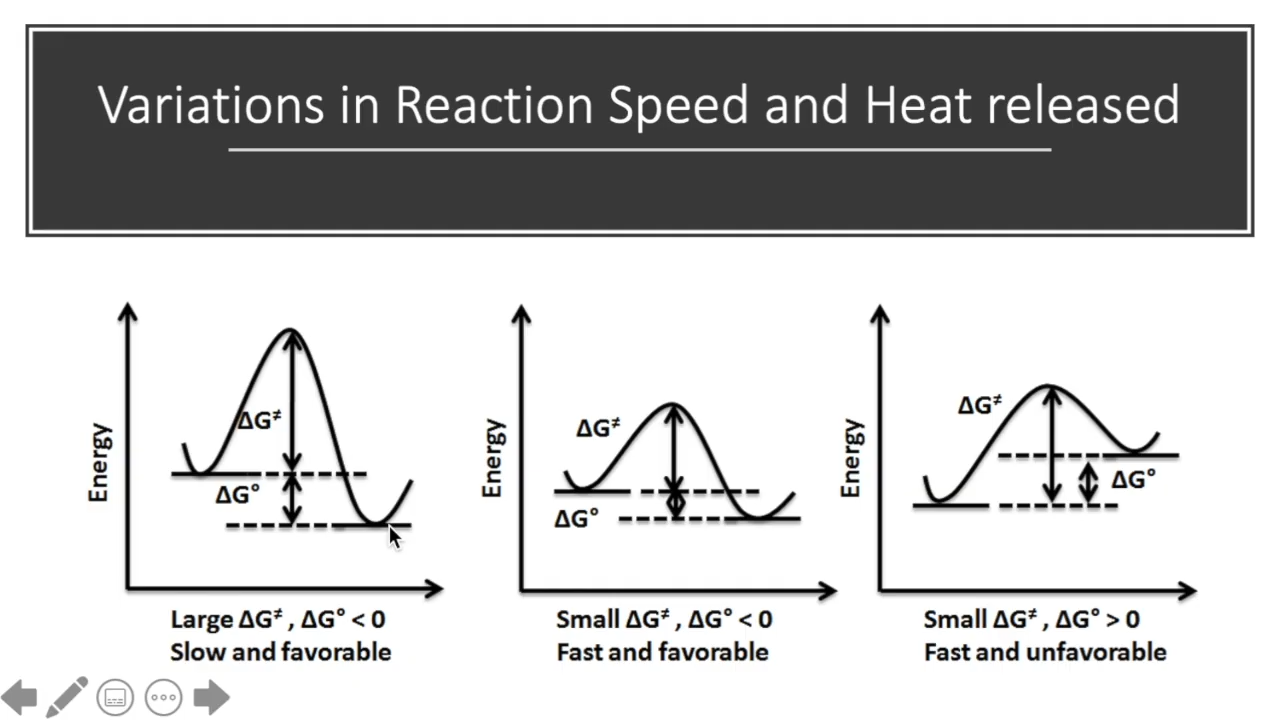 Variations in Reaction Speed and Heat released
Energy
ΔG≠
ΔG°
Large ΔG≠ , ΔG° < 0
Slow and favorable
Energy
ΔG≠
ΔG°
Small ΔG≠ , ΔG° < 0
Fast and favorable
Energy
ΔG≠
ΔG°
Small ΔG≠ , ΔG° > 0
Fast and unfavorable